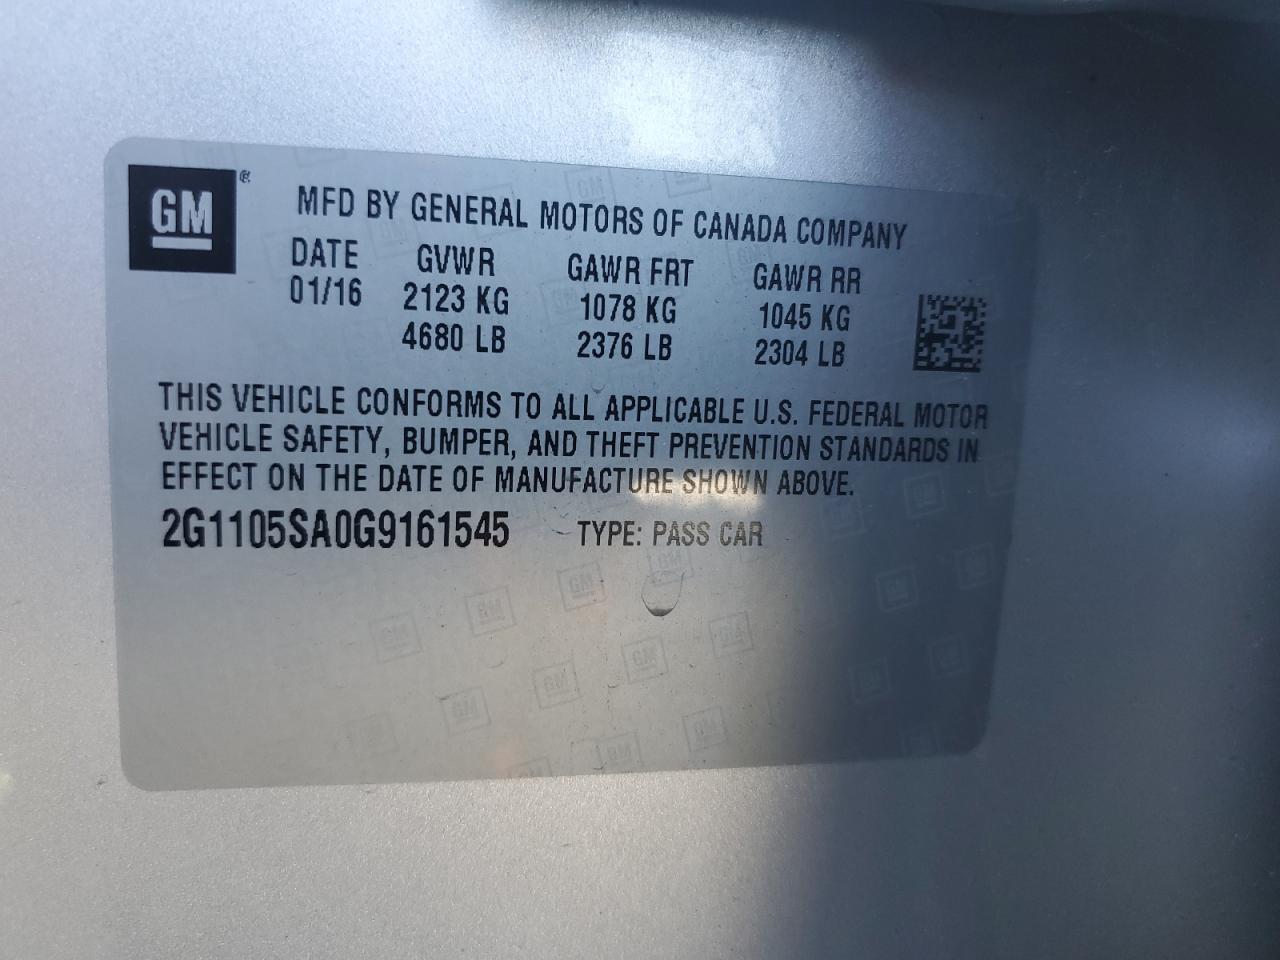 GM ®
MFD BY GENERAL MOTORS OF CANADA COMPANY
DATE GVWR GAWR FRT GAWR RR
01/16 2123 KG 1078 KG 1045 KG
4680 LB 2376 LB 2304 LB
THIS VEHICLE CONFORMS TO ALL APPLICABLE U.S. FEDERAL MOTOR
VEHICLE SAFETY, BUMPER, AND THEFT PREVENTION STANDARDS IN
EFFECT ON THE DATE OF MANUFACTURE SHOWN ABOVE.
2G1105SA0G9161545 TYPE: PASS CAR